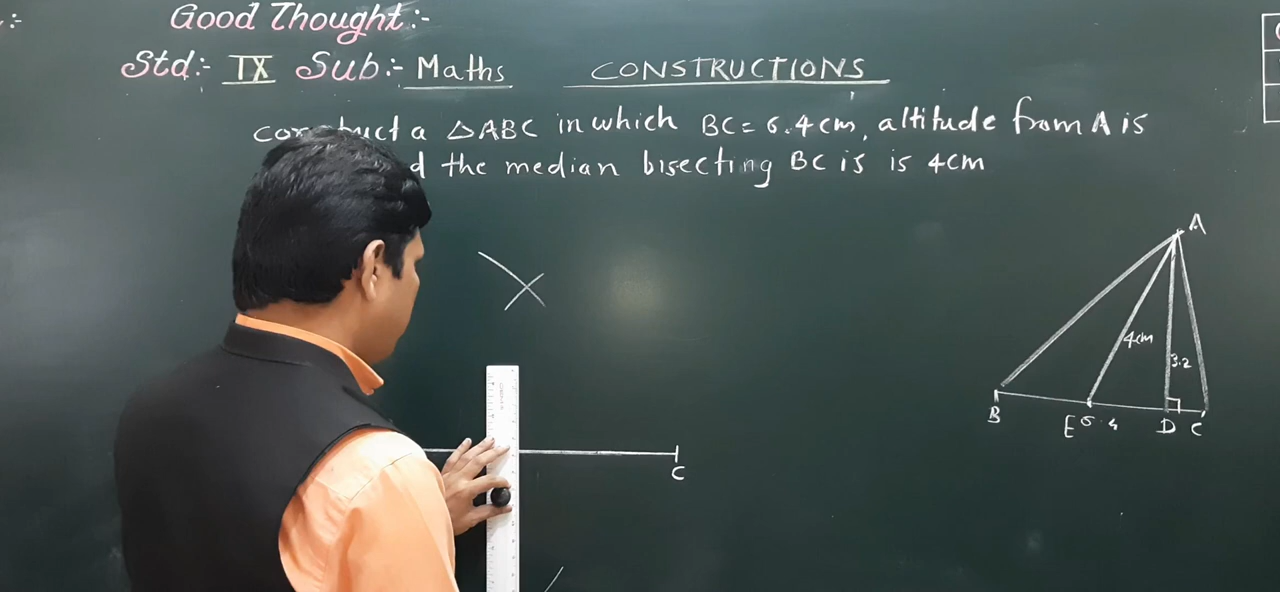 Good Thought:-
Std:- IX Sub:- Maths CONSTRUCTIONS
construct a △ABC in which BC = 6.4cm, altitude from A is
the median bisecting BC is is 4cm
A
4cm
3.2
B
E
D C
C